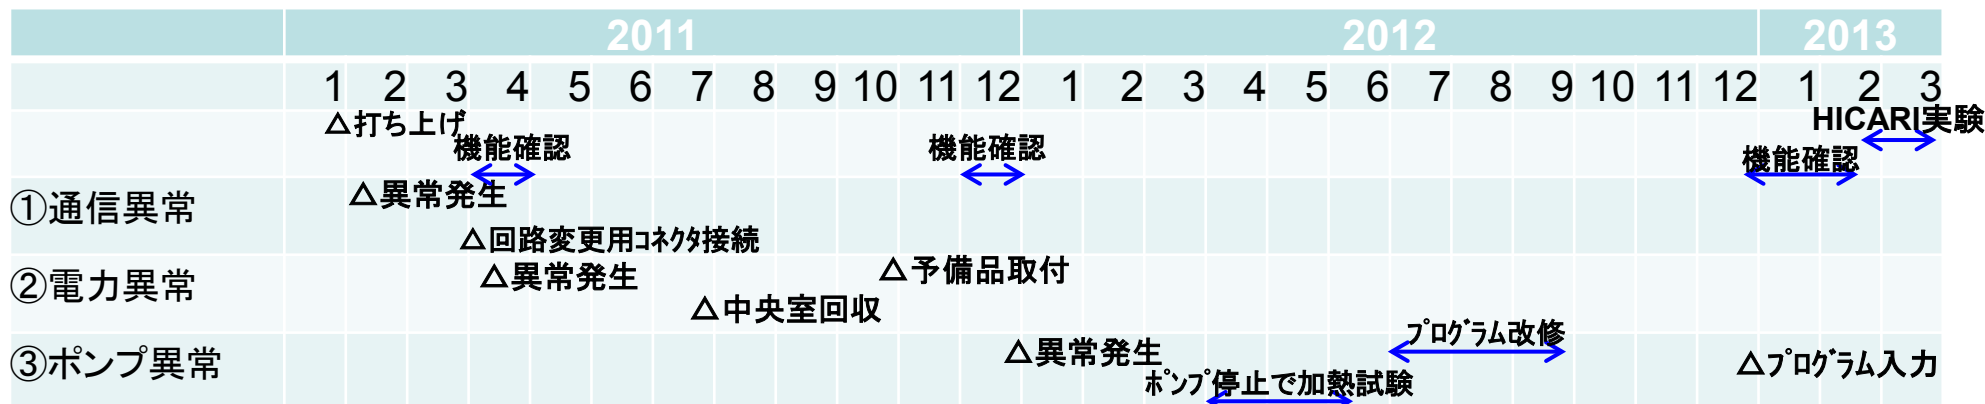 2011 2012 2013
1 2 3 4 5 6 7 8 9 10 11 12 1 2 3 4 5 6 7 8 9 10 11 12 1 2 3
△打ち上げ HICARI実験
機能確認 機能確認 機能確認
①通信異常 △異常発生
△回路変更用ｺﾈｸﾀ接続
②電力異常 △異常発生 △予備品取付
△中央室回収
③ポンプ異常 △異常発生 ﾌﾟﾛｸﾞﾗﾑ改修 △ﾌﾟﾛｸﾞﾗﾑ入力
ﾎﾟﾝﾌﾟ停止で加熱試験